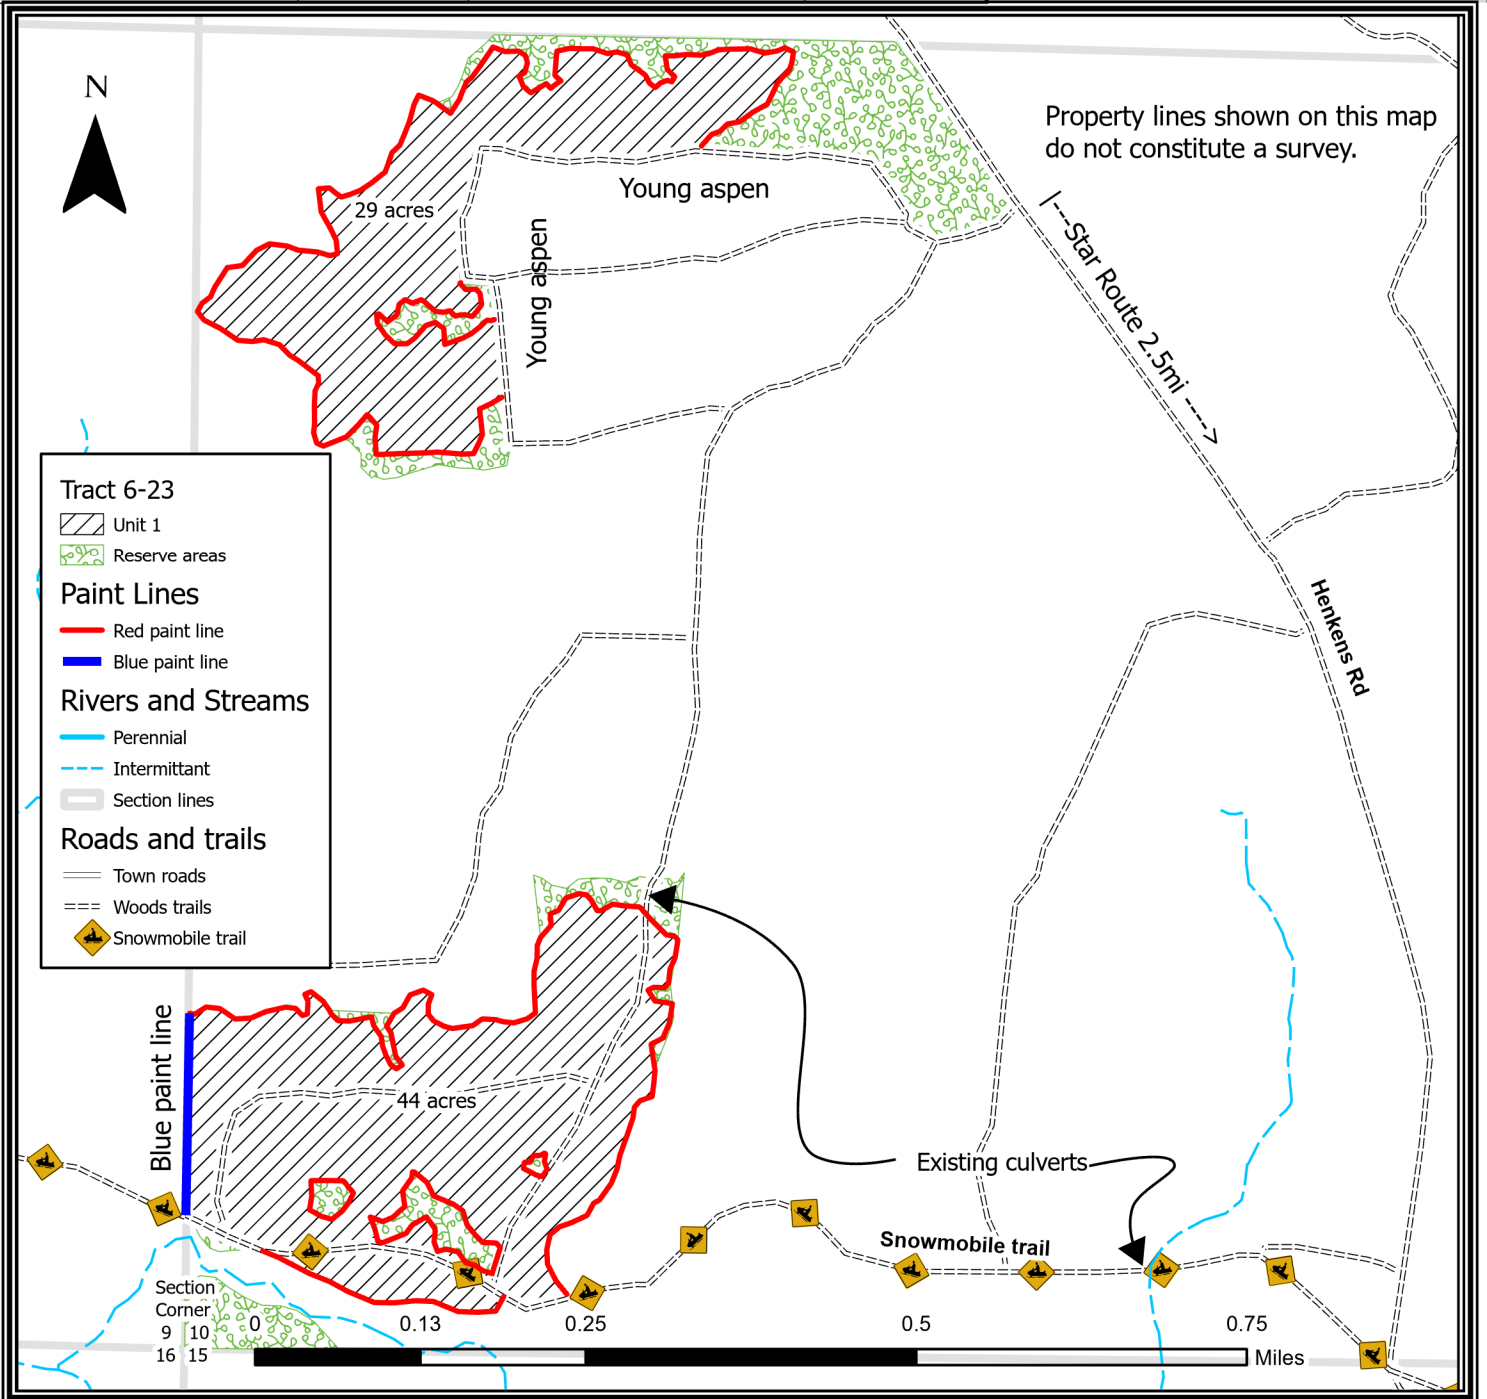 N
Property lines shown on this map
do not constitute a survey.
29 acres
Young aspen
Young aspen
Star Route 2.5mi
Tract 6-23
Unit 1
Reserve areas
Paint Lines
Red paint line
Blue paint line
Rivers and Streams
Perennial
Intermittant
Section lines
Roads and trails
Town roads
Woods trails
Snowmobile trail
Henkens Rd
Blue paint line
44 acres
Existing culverts
Snowmobile trail
Section
Corner
9 10
16 15
0 0.13 0.25 0.5 0.75
Miles